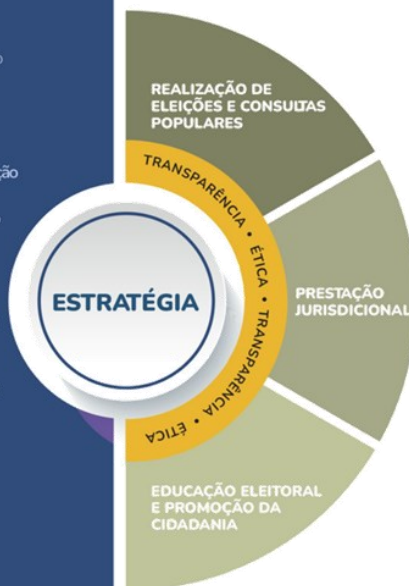 REALIZAÇÃO DE
ELEIÇÕES E CONSULTAS
POPULARES
TRANSPARÊNCIA • ÉTICA • TRANSPARÊNCIA • ÉTICA
ESTRATÉGIA
PRESTAÇÃO
JURISDICIONAL
EDUCAÇÃO ELEITORAL
E PROMOÇÃO DA
CIDADANIA